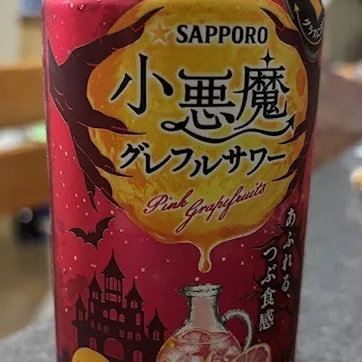 SAPPORO
小悪魔
グレフルサワー
Pink Grapefruits
あふれる
つぶ食感